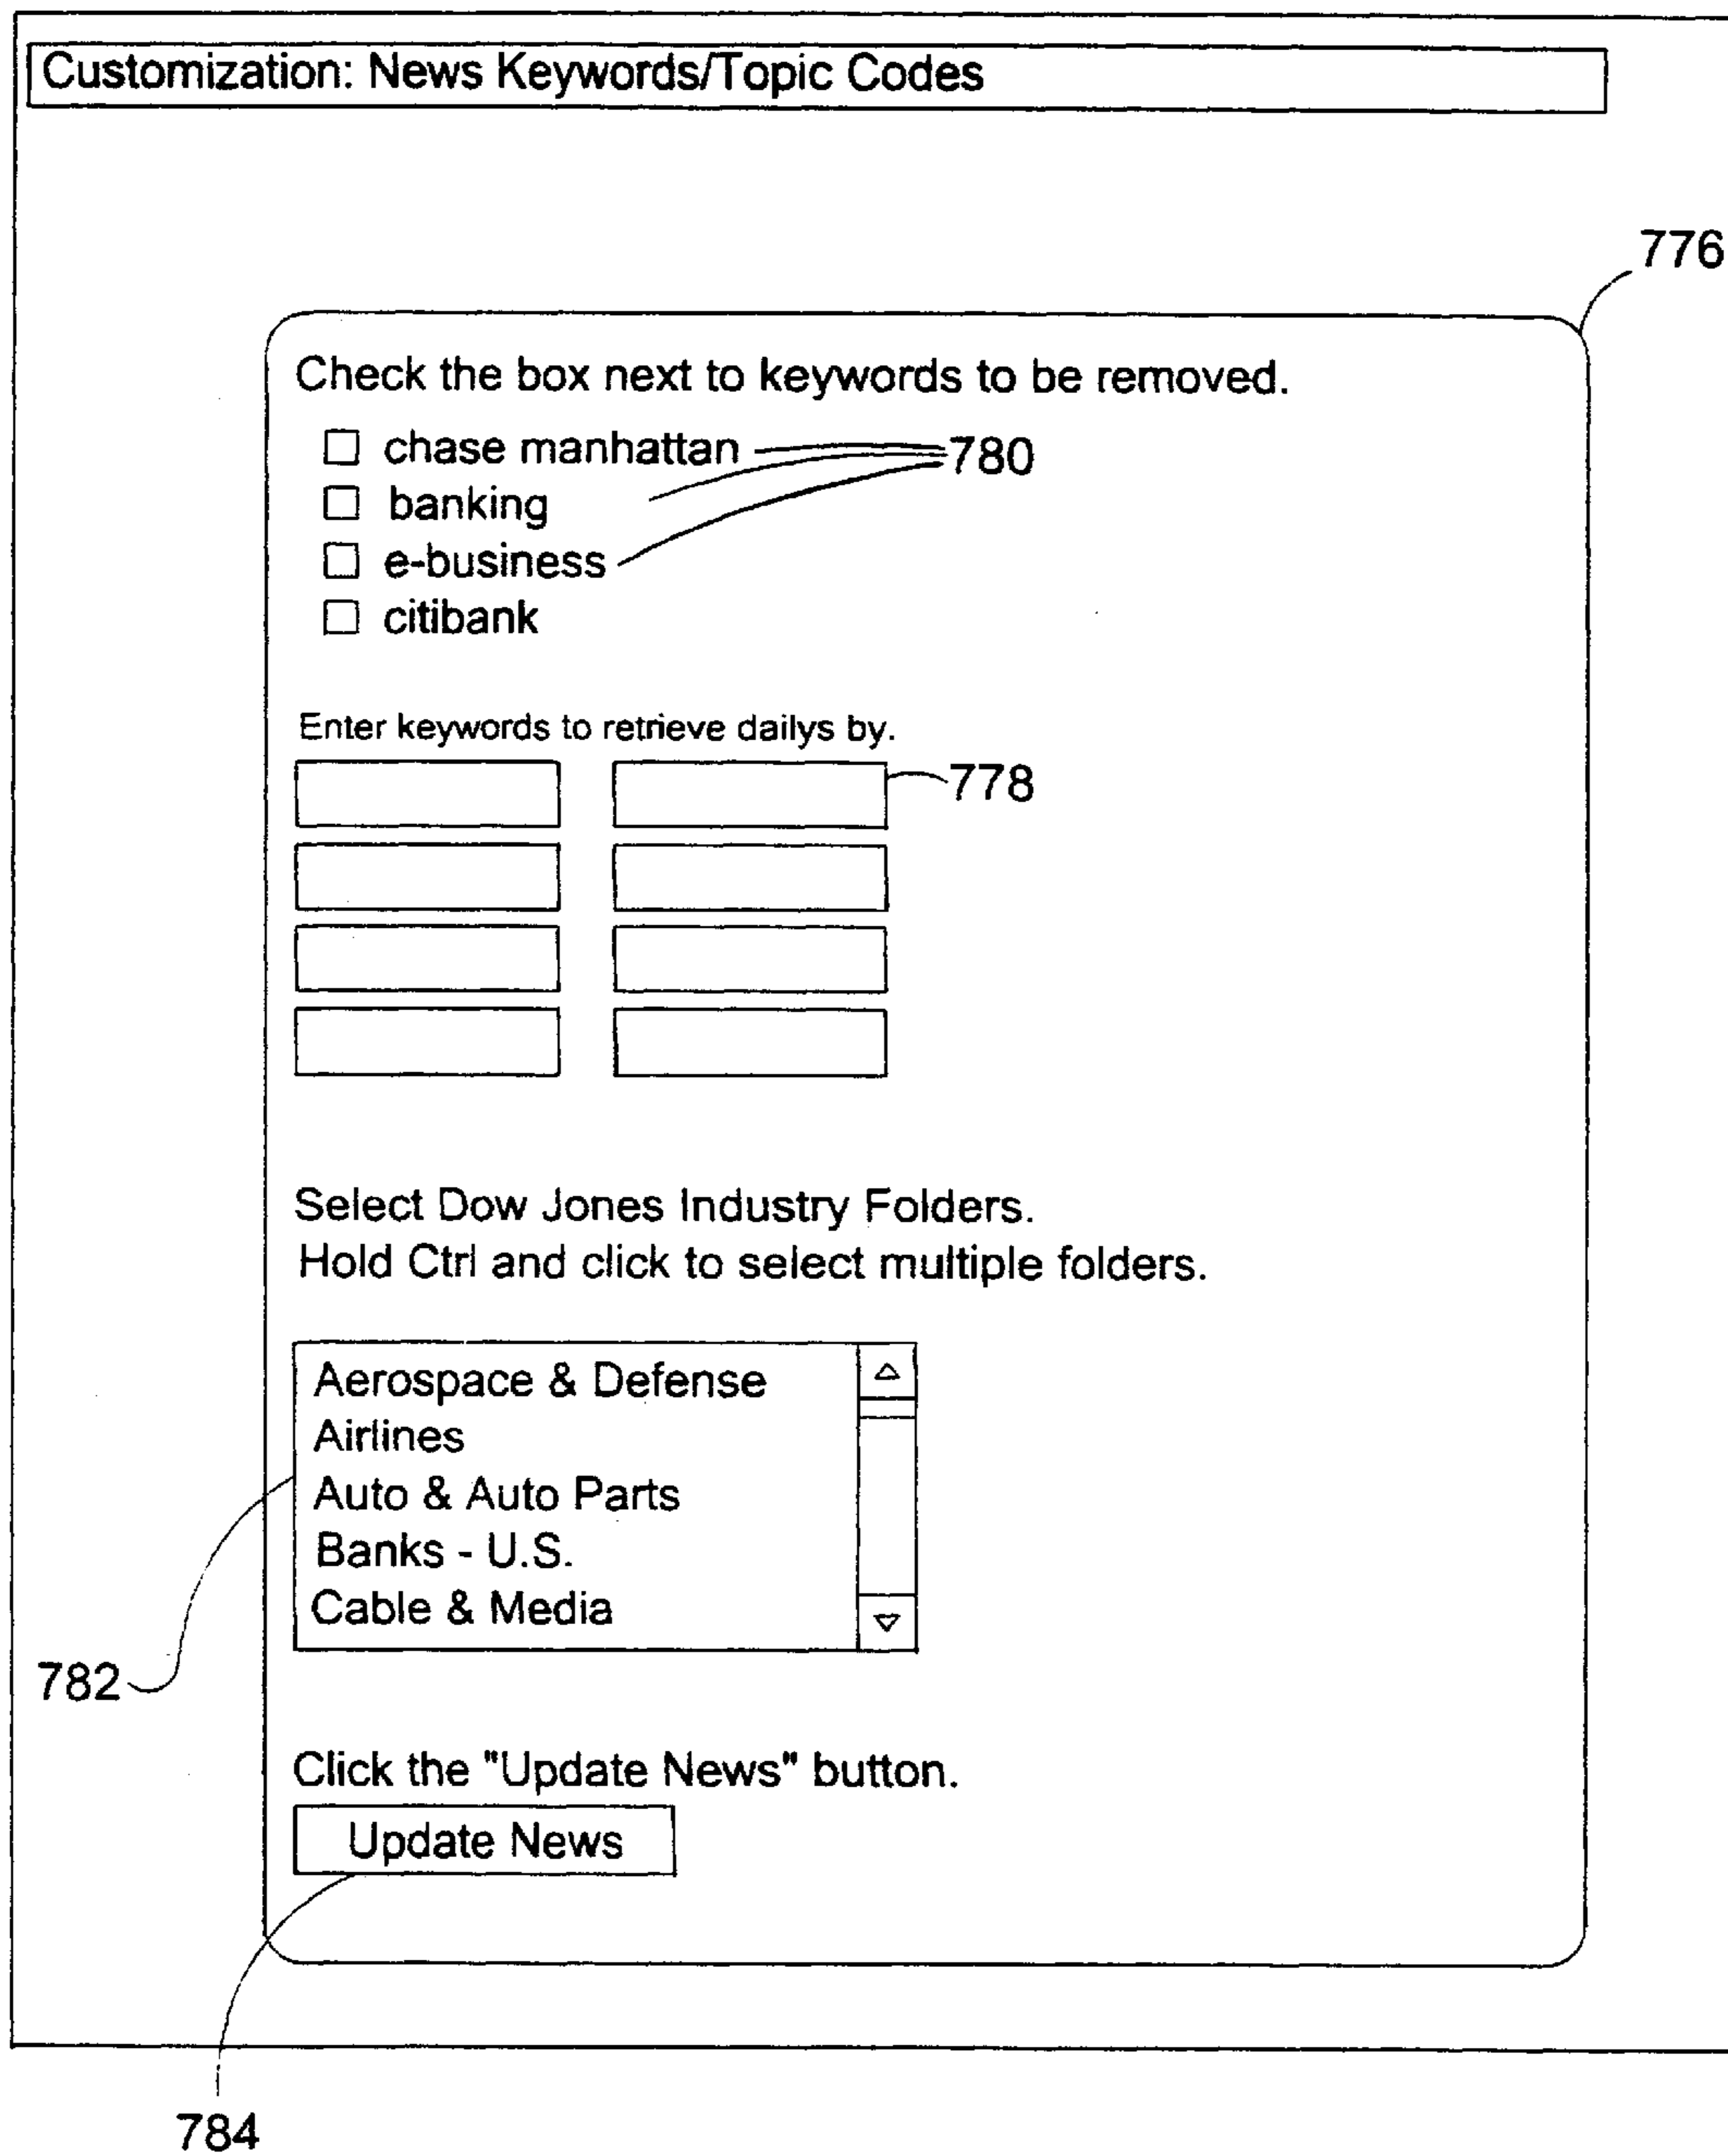 Customization: News Keywords/Topic Codes
776
Check the box next to keywords to be removed.
chase manhattan
780
banking
e-business
citibank
Enter keywords to retrieve dailys by.
778
Select Dow Jones Industry Folders.
Hold Ctrl and click to select multiple folders.
Aerospace & Defense
Airlines
Auto & Auto Parts
Banks - U.S.
Cable & Media
782
Click the "Update News" button.
Update News
784